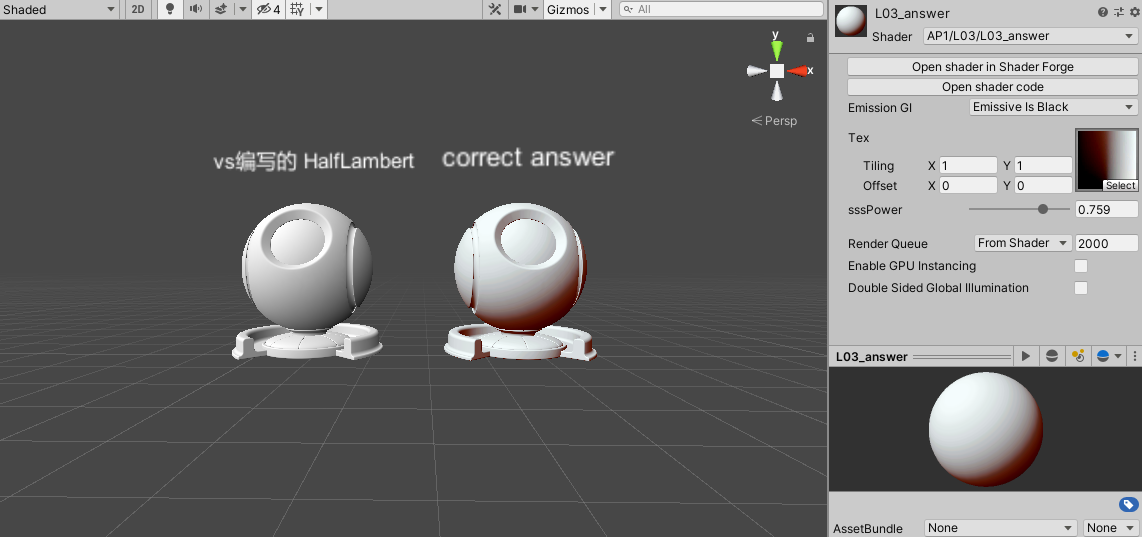 Shaded
2D
4
Gizmos
All
y
x
Persp
vs编写的 HalfLambert
correct answer
L03_answer
Shader
AP1/L03/L03_answer
Open shader in Shader Forge
Open shader code
Emission GI
Emissive Is Black
Tex
Tiling
X 1
Y 1
Offset
X 0
Y 0
Select
sssPower
0.759
Render Queue
From Shader
2000
Enable GPU Instancing
Double Sided Global Illumination
L03_answer
AssetBundle
None
None